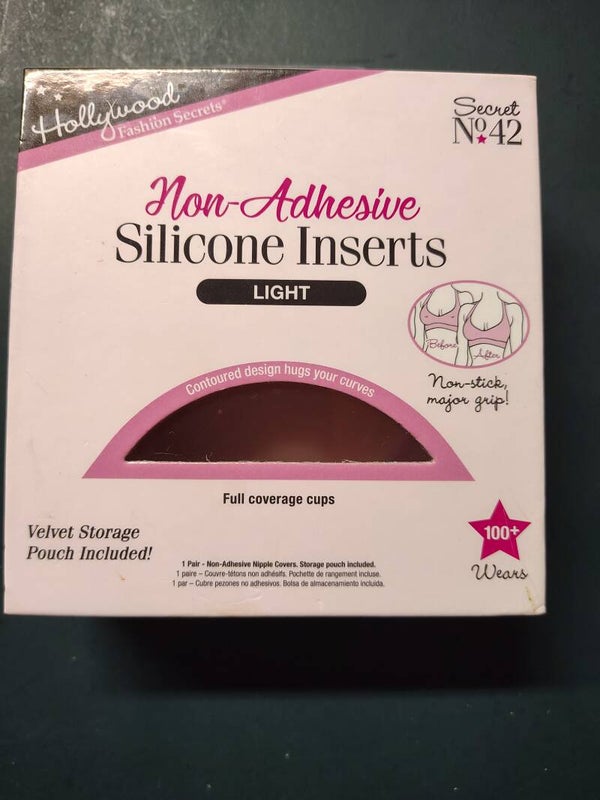 Hollywood
Fashion Secrets®
Secret
Nº 42
Non-Adhesive
Silicone Inserts
LIGHT
Before
After
Non-stick,
major grip!
Contoured design hugs your curves
Full coverage cups
Velvet Storage
Pouch Included!
100+
Wears
1 Pair - Non-Adhesive Nipple Covers. Storage pouch included.
1 paire – Couvre-tétons non adhésifs. Pochette de rangement incluse.
1 par – Cubre pezones no adhesivos. Bolsa de almacenamiento incluida.